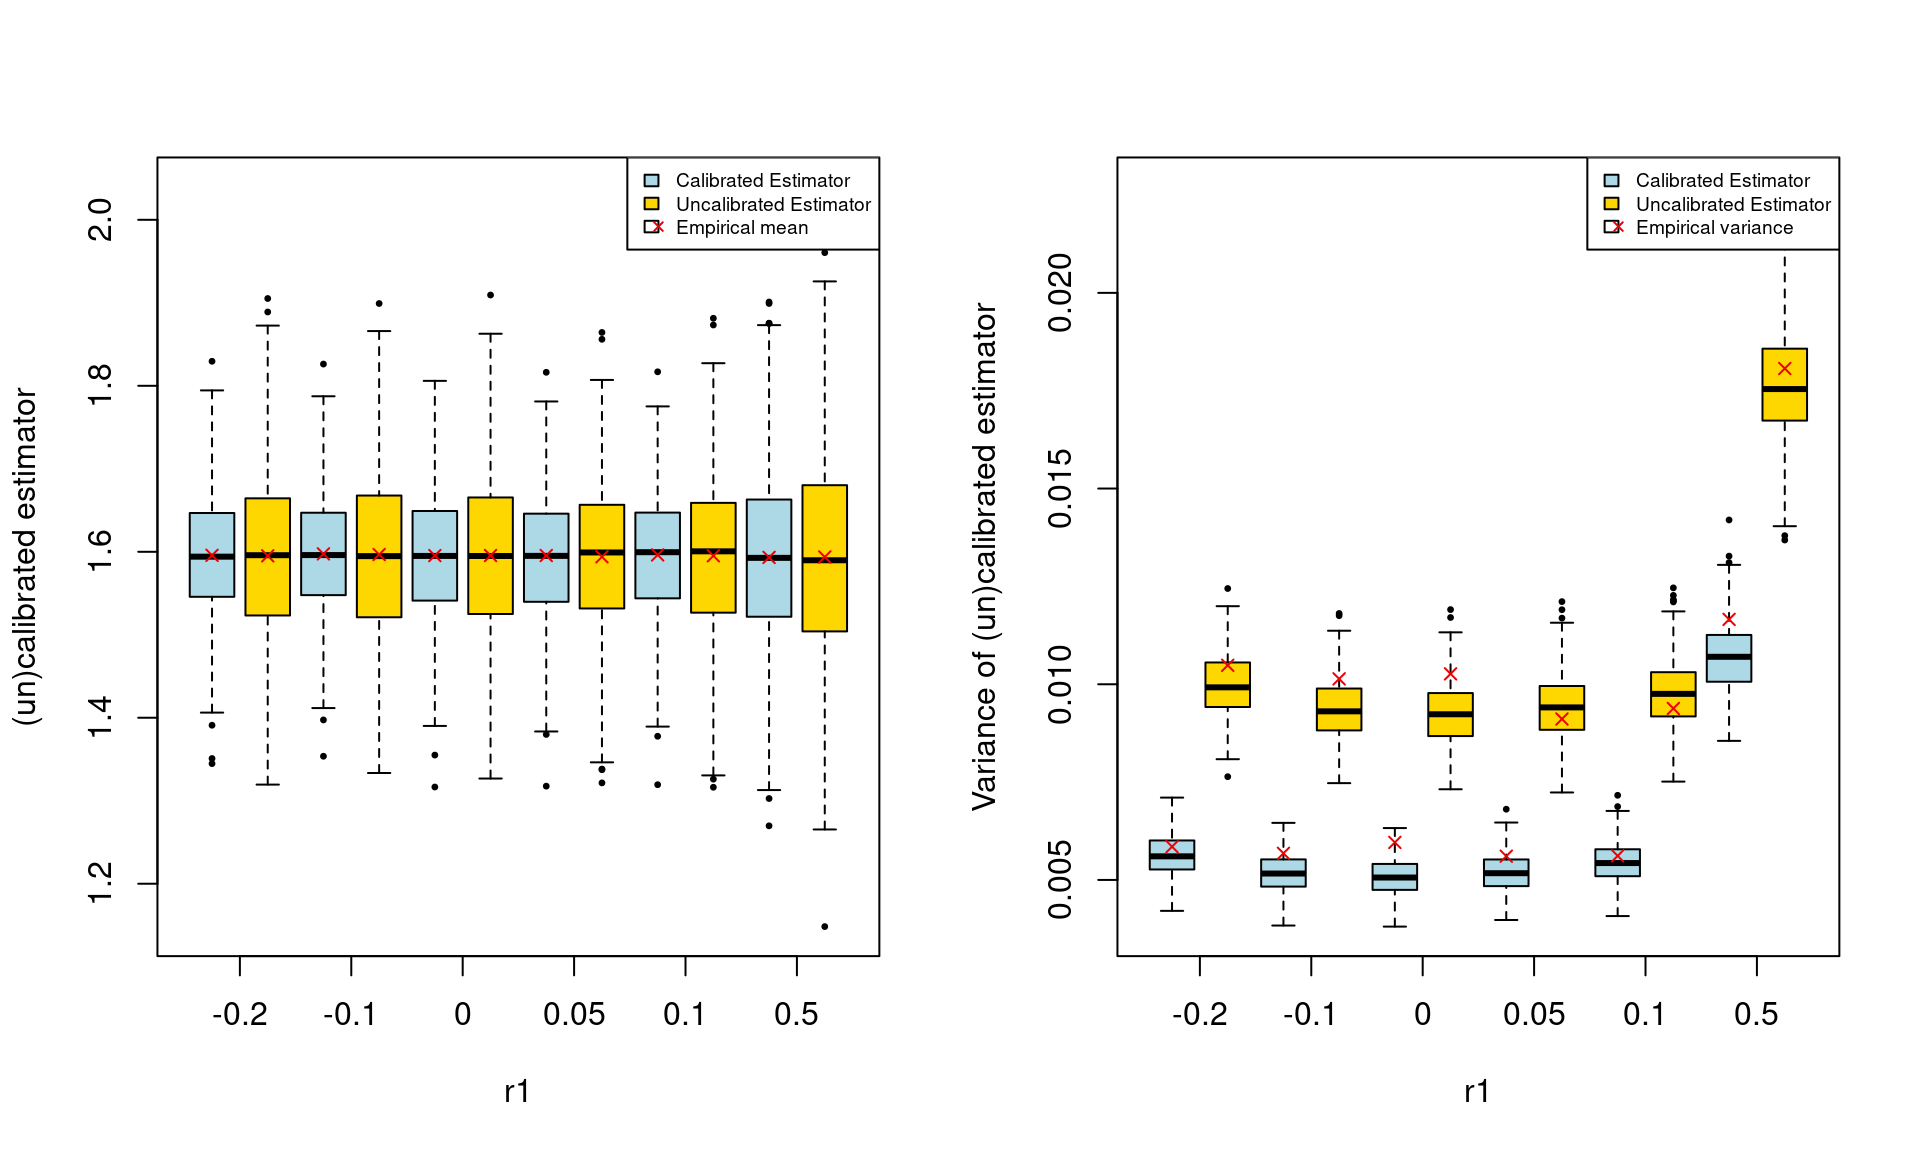 (un)calibrated estimator
2.0
1.8
1.6
1.4
1.2
Calibrated Estimator
Uncalibrated Estimator
Empirical mean
-0.2 -0.1 0 0.05 0.1 0.5
r1
Variance of (un)calibrated estimator
0.020
0.015
0.010
0.005
Calibrated Estimator
Uncalibrated Estimator
Empirical variance
-0.2 -0.1 0 0.05 0.1 0.5
r1